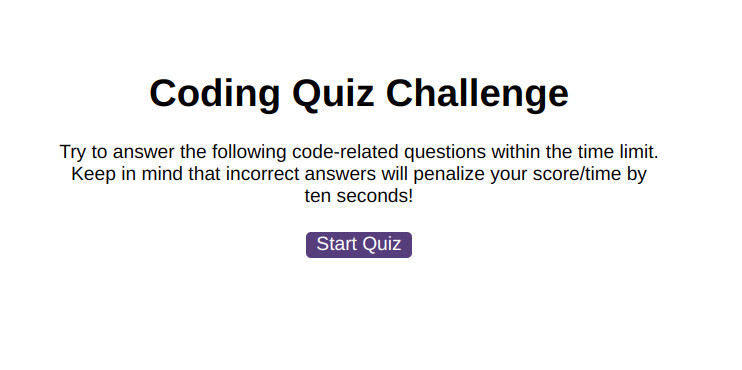 Coding Quiz Challenge
Try to answer the following code-related questions within the time limit.
Keep in mind that incorrect answers will penalize your score/time by
ten seconds!
Start Quiz